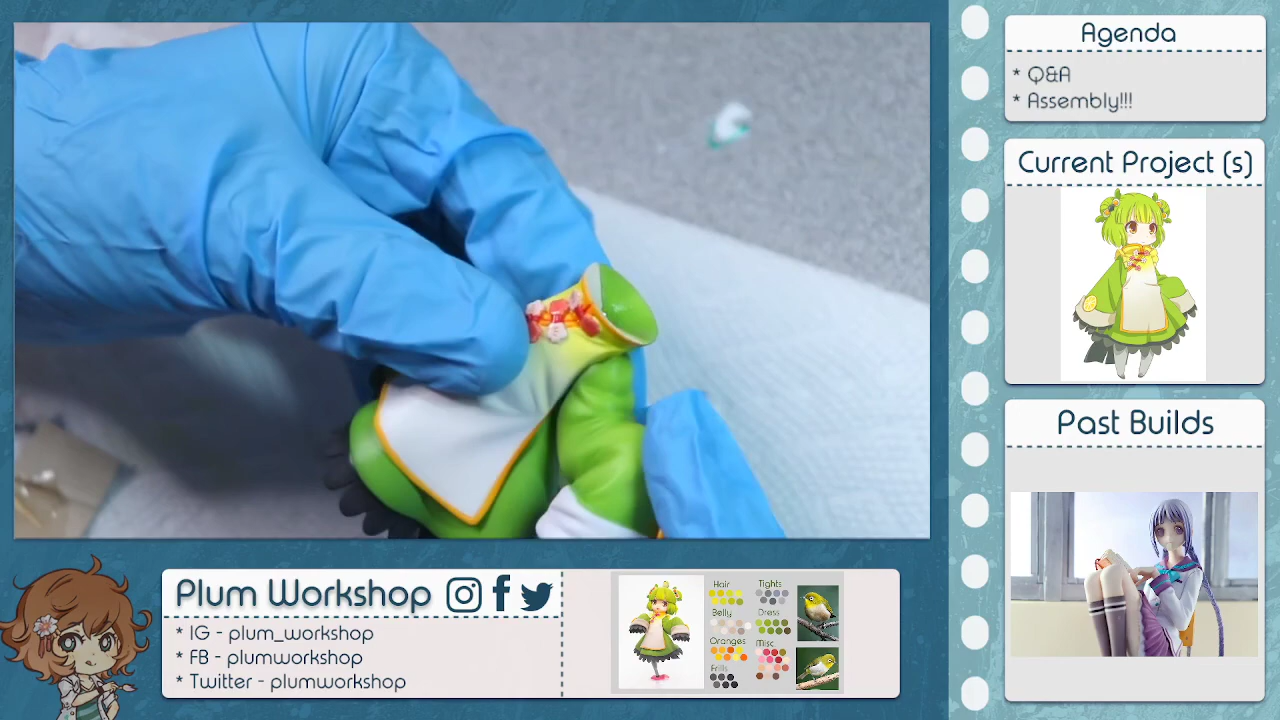 Agenda
* Q&A
* Assembly!!!
Current Project (s)
Past Builds
Plum Workshop
* IG - plum_workshop
* FB - plumworkshop
* Twitter - plumworkshop
Hair
Tights
Belly
Dress
Oranges
Misc
Frills